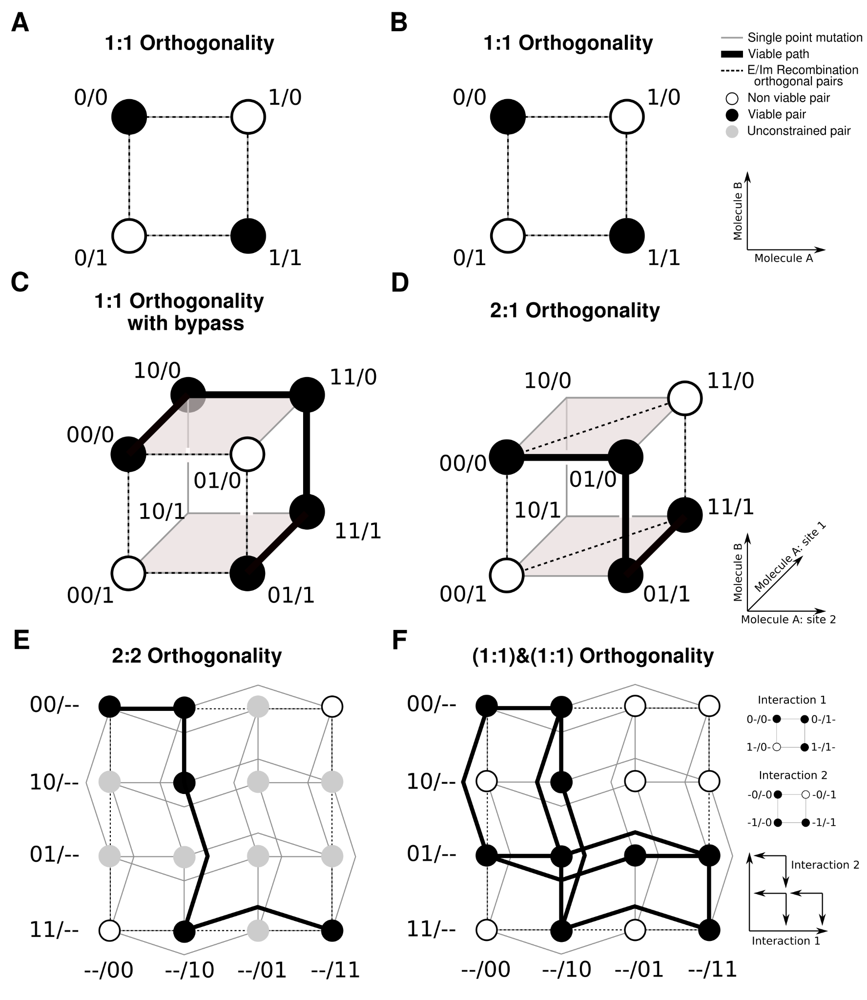 A
1:1 Orthogonality
0/0
1/0
0/1
1/1
B
1:1 Orthogonality
0/0
1/0
0/1
1/1
Single point mutation
Viable path
E/Im Recombination
orthogonal pairs
Non viable pair
Viable pair
Unconstrained pair
Molecule B
Molecule A
C
1:1 Orthogonality
with bypass
10/0
11/0
00/0
01/0
10/1
11/1
00/1
01/1
D
2:1 Orthogonality
10/0
11/0
00/0
01/0
10/1
11/1
00/1
01/1
Molecule B
Molecule A: site 1
Molecule A: site 2
E
2:2 Orthogonality
00/--
10/--
01/--
11/--
--/00
--/10
--/01
--/11
F
(1:1)&(1:1) Orthogonality
00/--
10/--
01/--
11/--
--/00
--/10
--/01
--/11
Interaction 1
0-/0-
0-/1-
1-/0-
1-/1-
Interaction 2
-0/-0
-0/-1
-1/-0
-1/-1
Interaction 2
Interaction 1